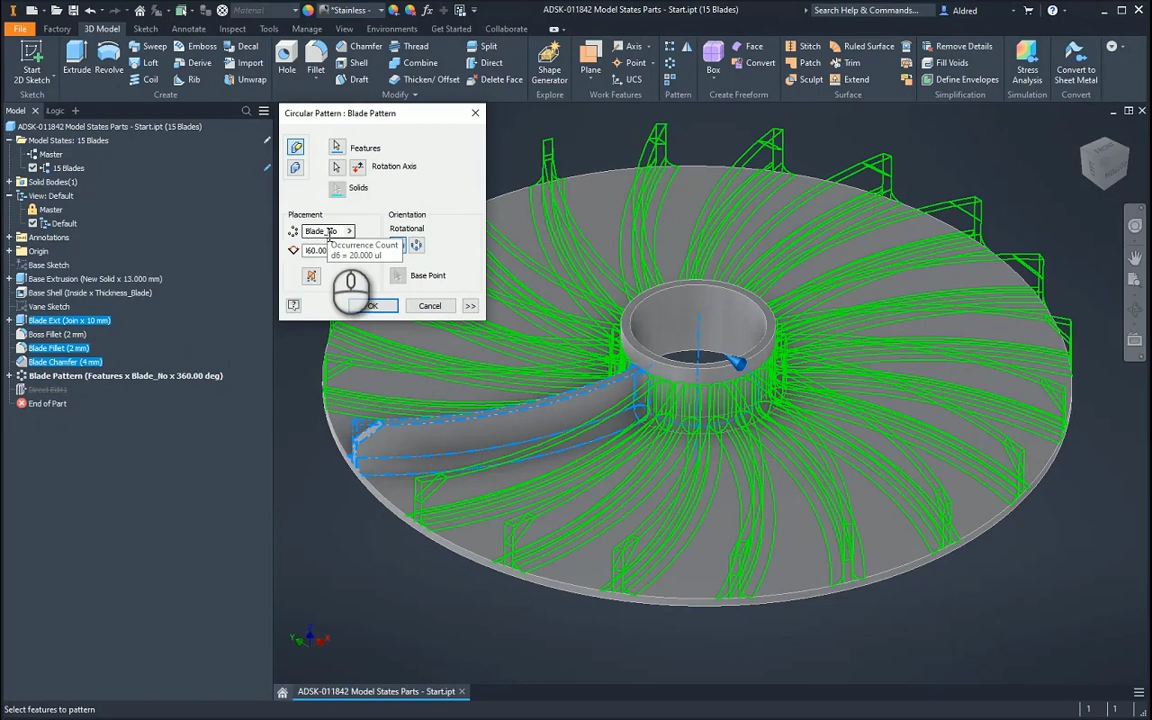 Material
*Stainless
ADSK-011842 Model States Parts - Start.ipt (15 Blades)
Search Help & Commands...
Aldred
File
Factory
3D Model
Sketch
Annotate
Inspect
Tools
Manage
View
Environments
Get Started
Collaborate
Start
2D Sketch
Extrude
Revolve
Sweep
Loft
Coil
Emboss
Derive
Rib
Decal
Import
Unwrap
Hole
Fillet
Chamfer
Shell
Draft
Thread
Combine
Thicken/ Offset
Split
Direct
Delete Face
Shape
Generator
Plane
Axis
Point
UCS
Box
Face
Convert
Stitch
Patch
Sculpt
Ruled Surface
Trim
Extend
Remove Details
Fill Voids
Define Envelopes
Stress
Analysis
Convert to
Sheet Metal
Sketch
Create
Modify
Explore
Work Features
Pattern
Create Freeform
Surface
Simplification
Simulation
Convert
Model
iLogic
ADSK-011842 Model States Parts - Start.ipt (15 Blades)
Model States: 15 Blades
Master
15 Blades
Solid Bodies(1)
View: Default
Master
Default
Annotations
Origin
Base Sketch
Base Extrusion (New Solid x 13.000mm)
Base Shell (Inside x Thickness_Blade)
Vane Sketch
Blade Ext (Join x 10 mm)
Boss Fillet (2 mm)
Blade Fillet (2 mm)
Blade Chamfer (4 mm)
Blade Pattern (Features x Blade_No x 360.00 deg)
Direct Edit1
End of Part
Circular Pattern : Blade Pattern
Features
Rotation Axis
Solids
Placement
Orientation
Blade_No
Rotational
Occurrence Count
d6 = 20.000 ul
Base Point
OK
Cancel
>>
Y
Z
X
ADSK-011842 Model States Parts - Start.ipt
Select features to pattern
1
1